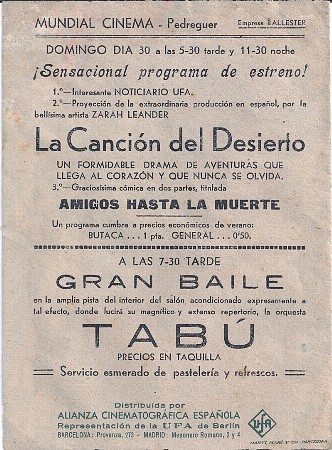 MUNDIAL CINEMA - Pedreguer
Empresa BALLESTER
DOMINGO DIA 30 a las 5-30 tarde y 11-30 noche
¡Sensacional programa de estreno!
1.º—Interesante NOTICIARIO UFA.
2.º—Proyección de la extraordinaria producción en español, por la
bellísima artista ZARAH LEANDER
La Canción del Desierto
UN FORMIDABLE DRAMA DE AVENTURAS QUE
LLEGA AL CORAZÓN Y QUE NUNCA SE OLVIDA.
3.º—Graciosísima cómica en dos partes, titulada
AMIGOS HASTA LA MUERTE
Un programa cumbre a precios económicos de verano:
BUTACA ... 1 pta. GENERAL ... 0'50.
A LAS 7-30 TARDE
GRAN BAILE
en la amplia pista del interior del salón acondicionado expresamente a
tal efecto, donde lucirá su magnífico y extenso repertorio, la orquesta
TABÚ
PRECIOS EN TAQUILLA
Servicio esmerado de pastelería y refrescos.
Distribuída por
ALIANZA CINEMATOGRÁFICA ESPAÑOLA
Representación de la UFA de Berlín
BARCELONA: Provenza, 273 - MADRID: Mesonero Romano, 2 y 4
UFA